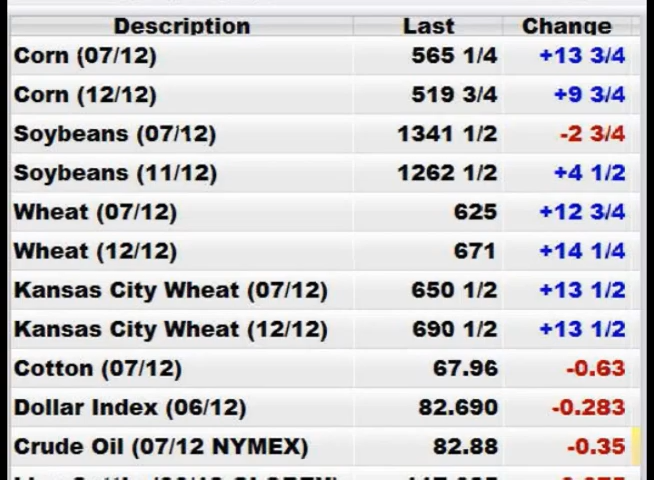 Description Last Change
Corn (07/12) 565 1/4 +13 3/4
Corn (12/12) 519 3/4 +9 3/4
Soybeans (07/12) 1341 1/2 -2 3/4
Soybeans (11/12) 1262 1/2 +4 1/2
Wheat (07/12) 625 +12 3/4
Wheat (12/12) 671 +14 1/4
Kansas City Wheat (07/12) 650 1/2 +13 1/2
Kansas City Wheat (12/12) 690 1/2 +13 1/2
Cotton (07/12) 67.96 -0.63
Dollar Index (06/12) 82.690 -0.283
Crude Oil (07/12 NYMEX) 82.88 -0.35